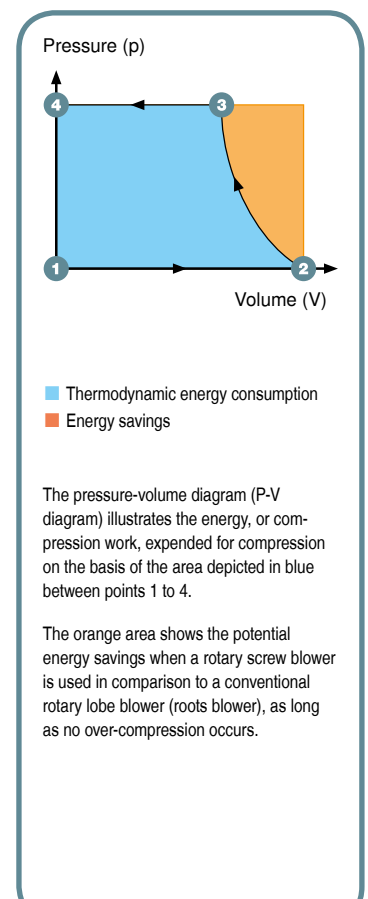 Pressure (p)
4
3
1
2
Volume (V)
Thermodynamic energy consumption
Energy savings
The pressure-volume diagram (P-V
diagram) illustrates the energy, or com-
pression work, expended for compression
on the basis of the area depicted in blue
between points 1 to 4.
The orange area shows the potential
energy savings when a rotary screw blower
is used in comparison to a conventional
rotary lobe blower (roots blower), as long
as no over-compression occurs.